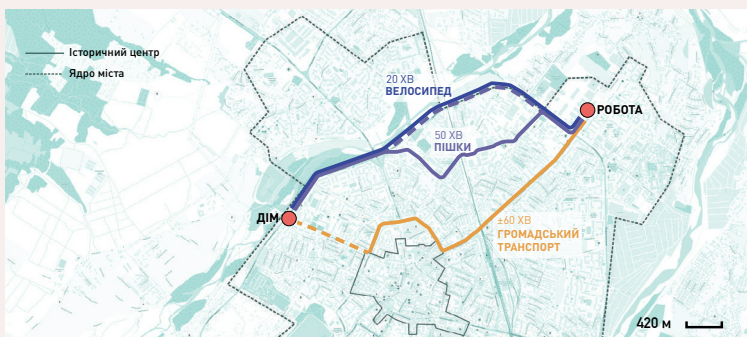 Історичний центр
Ядро міста
20 ХВ
ВЕЛОСИПЕД
РОБОТА
50 ХВ
ПІШКИ
ДІМ
±60 ХВ
ГРОМАДСЬКИЙ
ТРАНСПОРТ
420 м